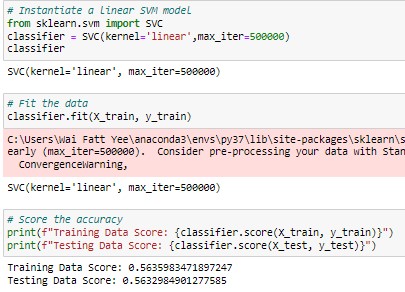 # Instantiate a linear SVM model
from sklearn.svm import SVC
classifier = SVC(kernel='linear',max_iter=500000)
classifier
SVC(kernel='linear', max_iter=500000)
# Fit the data
classifier.fit(X_train, y_train)
C:\Users\Wai Fatt Yee\anaconda3\envs\py37\lib\site-packages\sklearn\s
early (max_iter=500000).  Consider pre-processing your data with Stan
  ConvergenceWarning,
SVC(kernel='linear', max_iter=500000)
# Score the accuracy
print(f"Training Data Score: {classifier.score(X_train, y_train)}")
print(f"Testing Data Score: {classifier.score(X_test, y_test)}")
Training Data Score: 0.5635983471897247
Testing Data Score: 0.5632984901277585